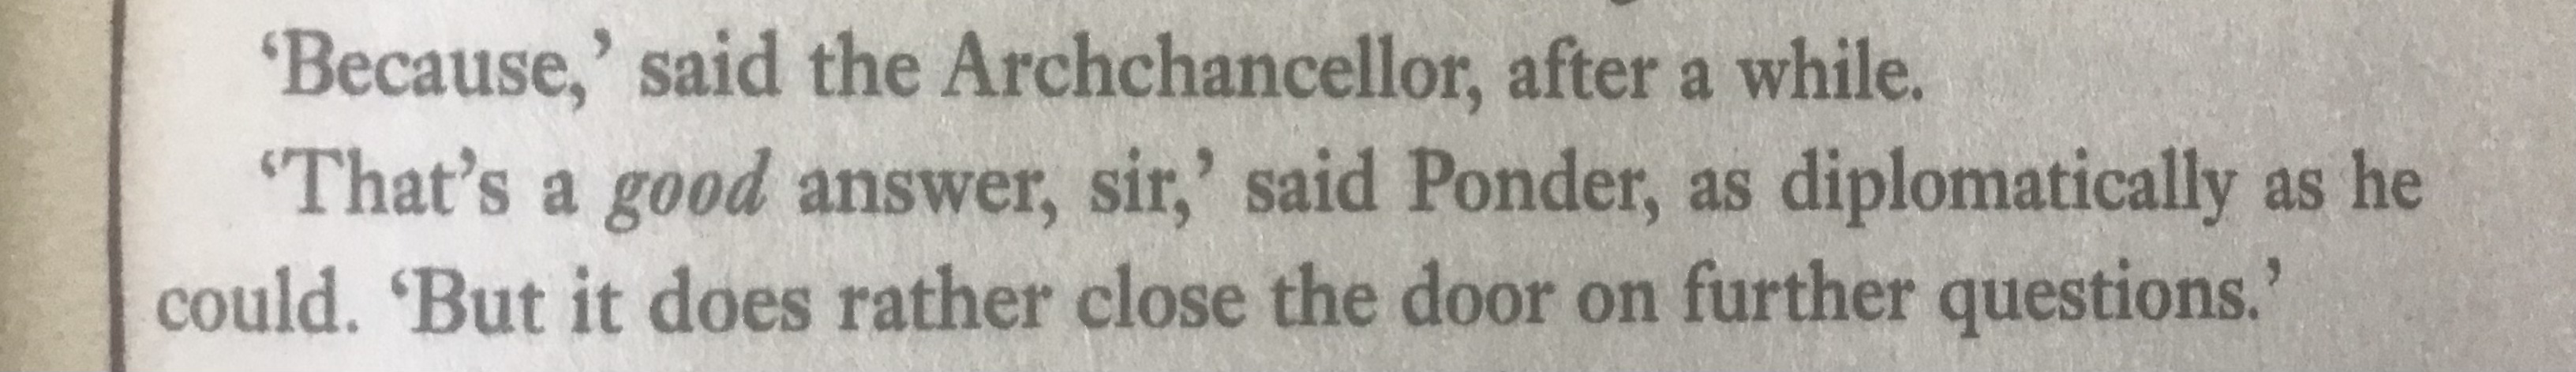 ‘Because,’ said the Archchancellor, after a while.
‘That’s a good answer, sir,’ said Ponder, as diplomatically as he
could. ‘But it does rather close the door on further questions.’